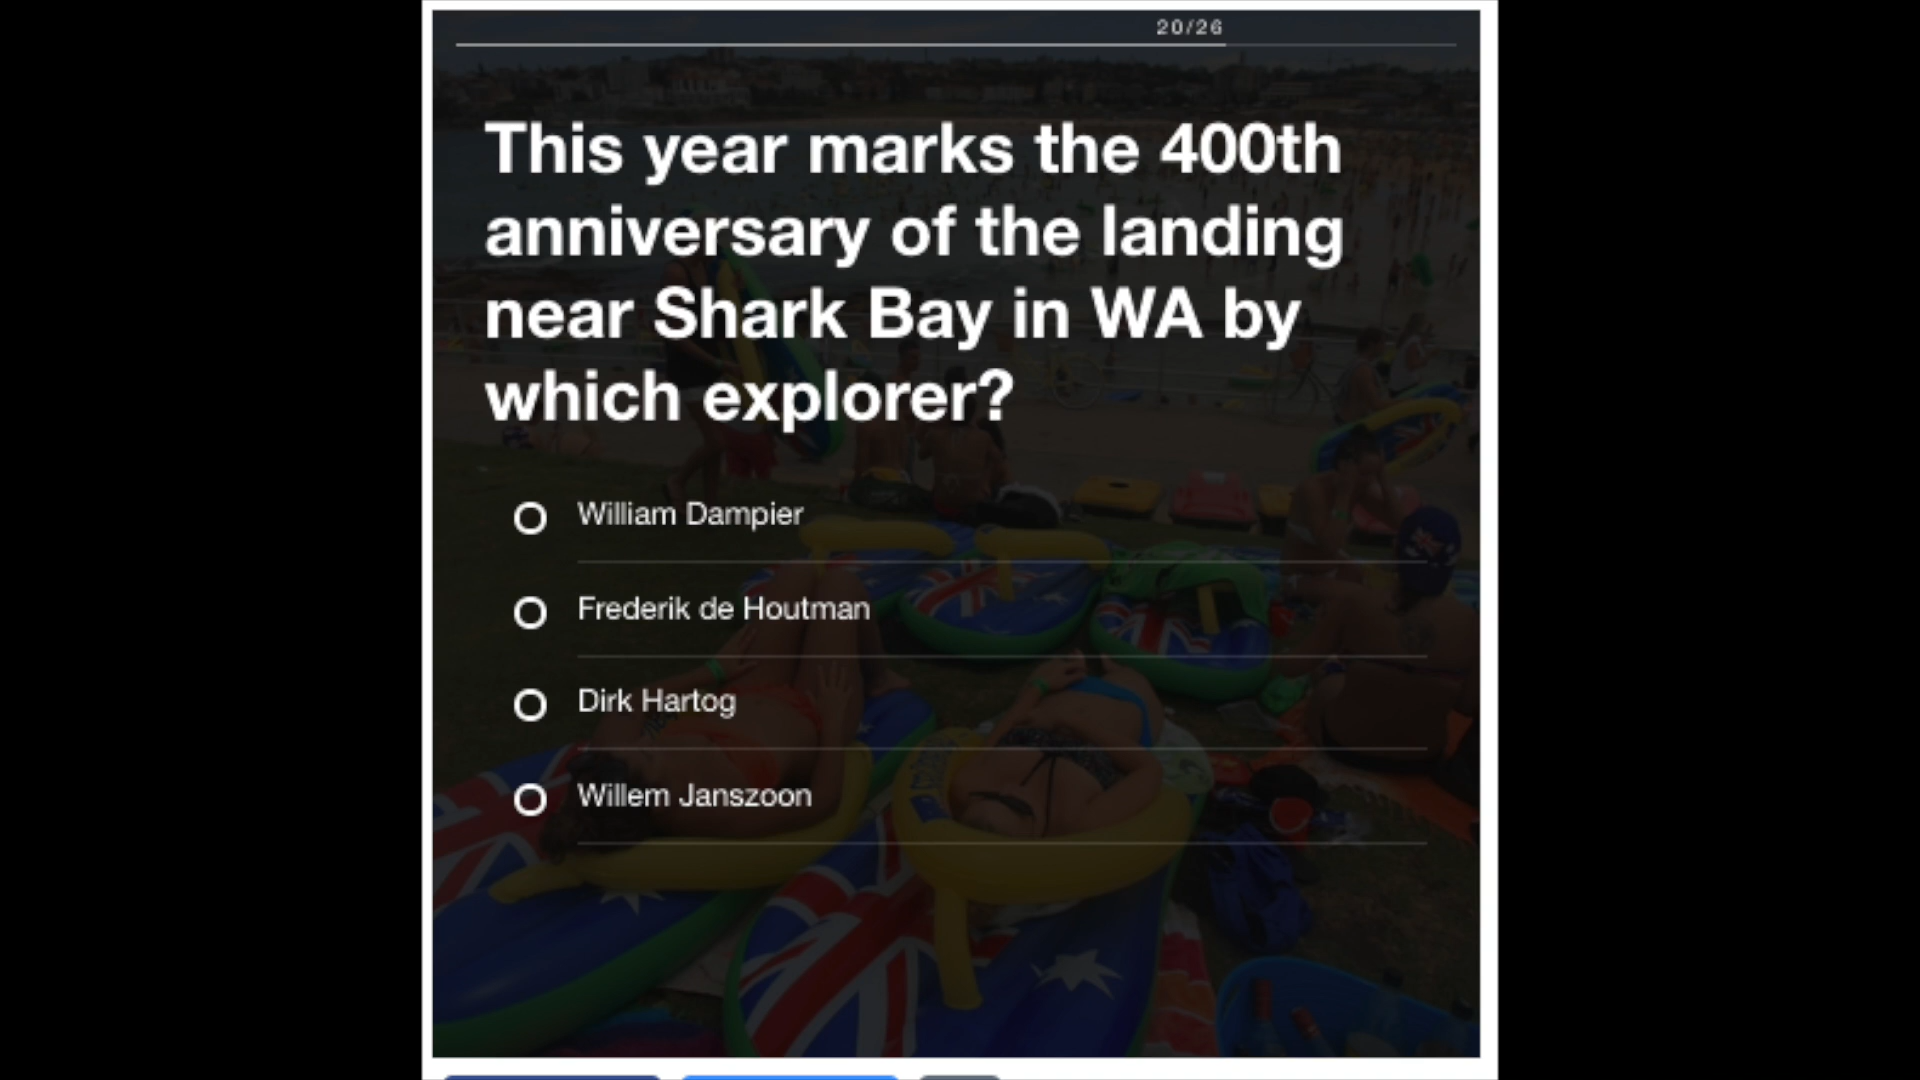 20/26
This year marks the 400th
anniversary of the landing
near Shark Bay in WA by
which explorer?
William Dampier
Frederik de Houtman
Dirk Hartog
Willem Janszoon